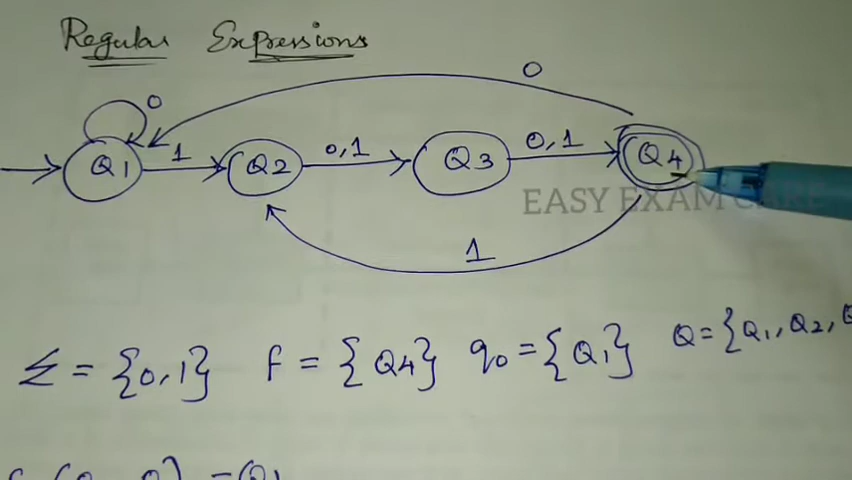 Regular Expressions
0
0
Q1 1 Q2 0,1 Q3 0,1 Q4
EASY EXAM
1
Σ = {0,1} F = {Q4} q0 = {Q1} Q = {Q1, Q2, Q
= Q1